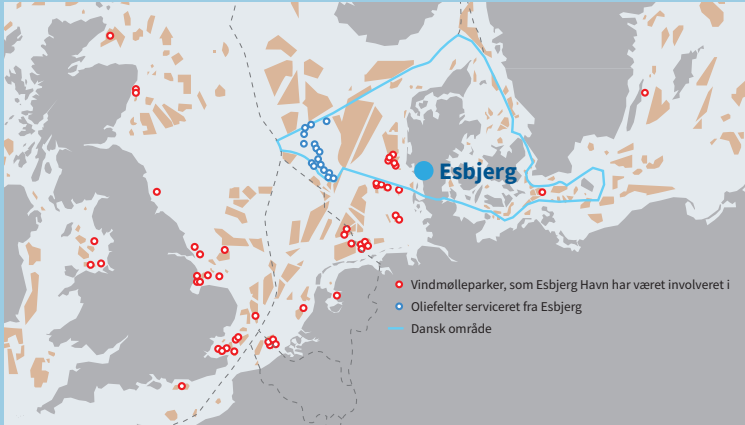 Esbjerg
Vindmølleparker, som Esbjerg Havn har været involveret i
Oliefelter serviceret fra Esbjerg
Dansk område